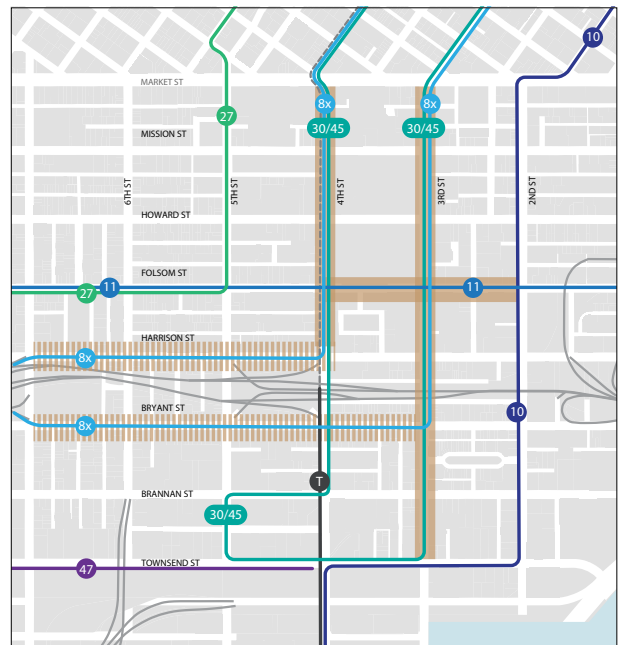 10
MARKET ST
8x
8x
27
30/45
30/45
MISSION ST
6TH ST
5TH ST
4TH ST
3RD ST
2ND ST
HOWARD ST
FOLSOM ST
27
11
11
HARRISON ST
8x
BRYANT ST
10
8x
T
BRANNAN ST
30/45
TOWNSEND ST
47